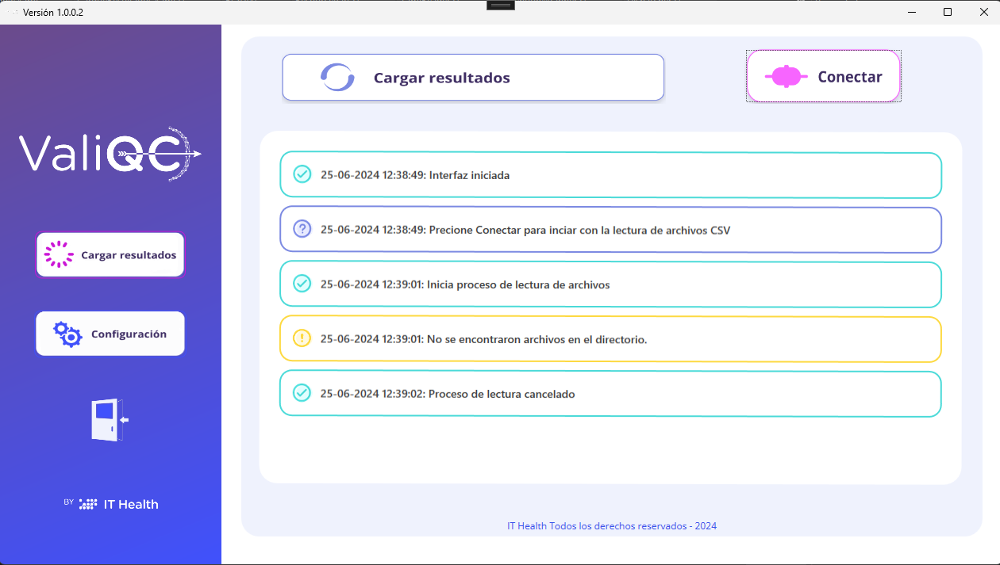 Versión 1.0.0.2
ValiQC
Cargar resultados
Configuración
BY IT Health
Cargar resultados
Conectar
25-06-2024 12:38:49: Interfaz iniciada
25-06-2024 12:38:49: Precione Conectar para inciar con la lectura de archivos CSV
25-06-2024 12:39:01: Inicia proceso de lectura de archivos
25-06-2024 12:39:01: No se encontraron archivos en el directorio.
25-06-2024 12:39:02: Proceso de lectura cancelado
IT Health Todos los derechos reservados - 2024